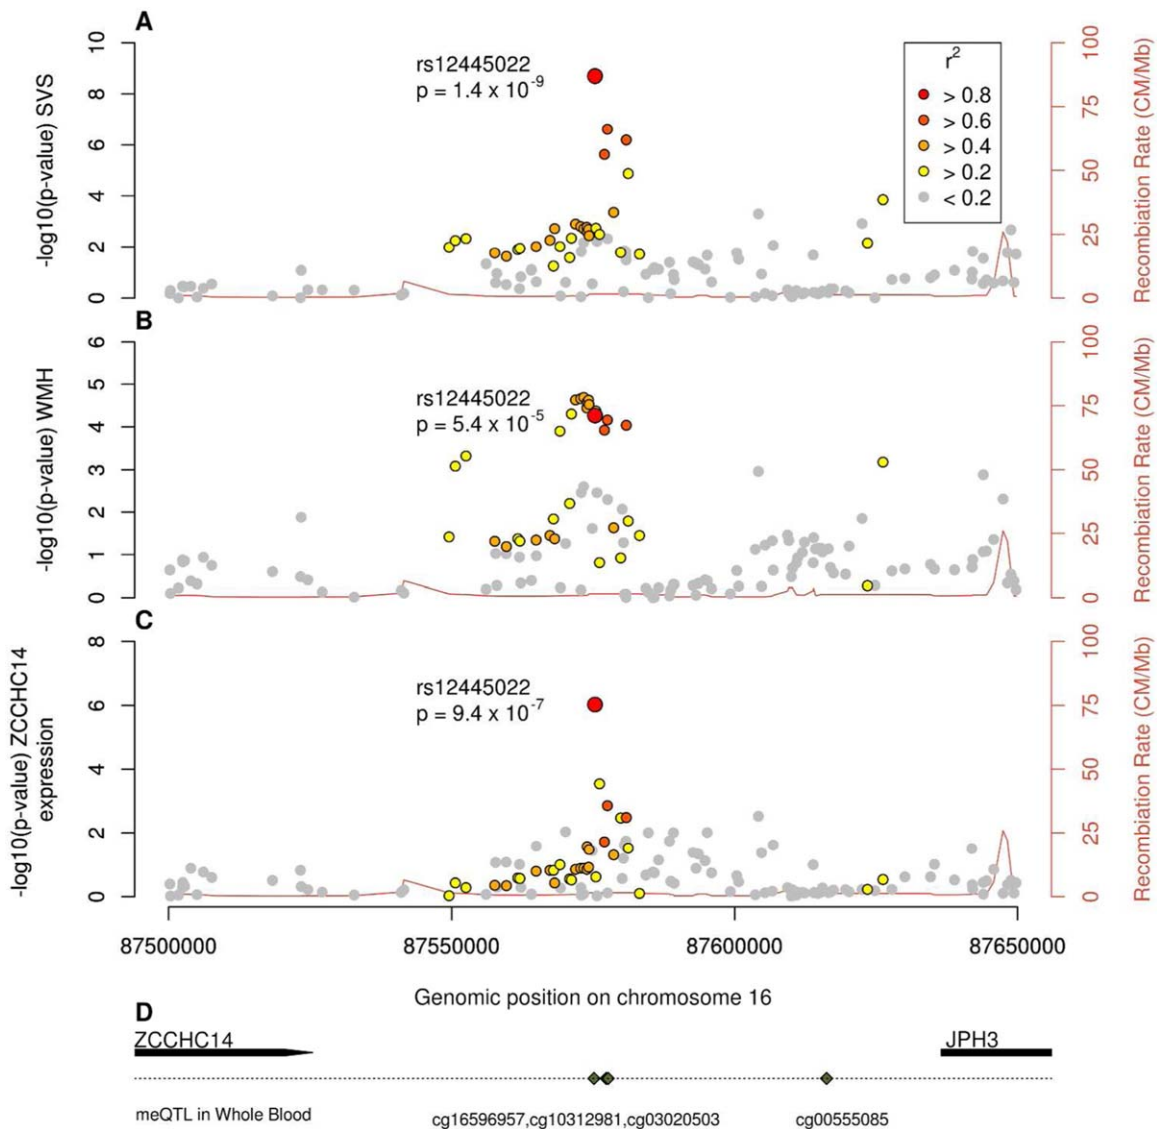 A
-log10(p-value) SVS
10
8
6
4
2
0
rs12445022
p = 1.4 x 10-9
r2
> 0.8
> 0.6
> 0.4
> 0.2
< 0.2
100
75
50
25
0
Recombiation Rate (CM/Mb)
B
-log10(p-value) WMH
6
5
4
3
2
1
0
rs12445022
p = 5.4 x 10-5
100
75
50
25
0
Recombiation Rate (CM/Mb)
C
-log10(p-value) ZCCHC14
expression
8
6
4
2
0
rs12445022
p = 9.4 x 10-7
100
75
50
25
0
Recombiation Rate (CM/Mb)
87500000 87550000 87600000 87650000
Genomic position on chromosome 16
D
ZCCHC14 JPH3
meQTL in Whole Blood cg16596957,cg10312981,cg03020503 cg00555085